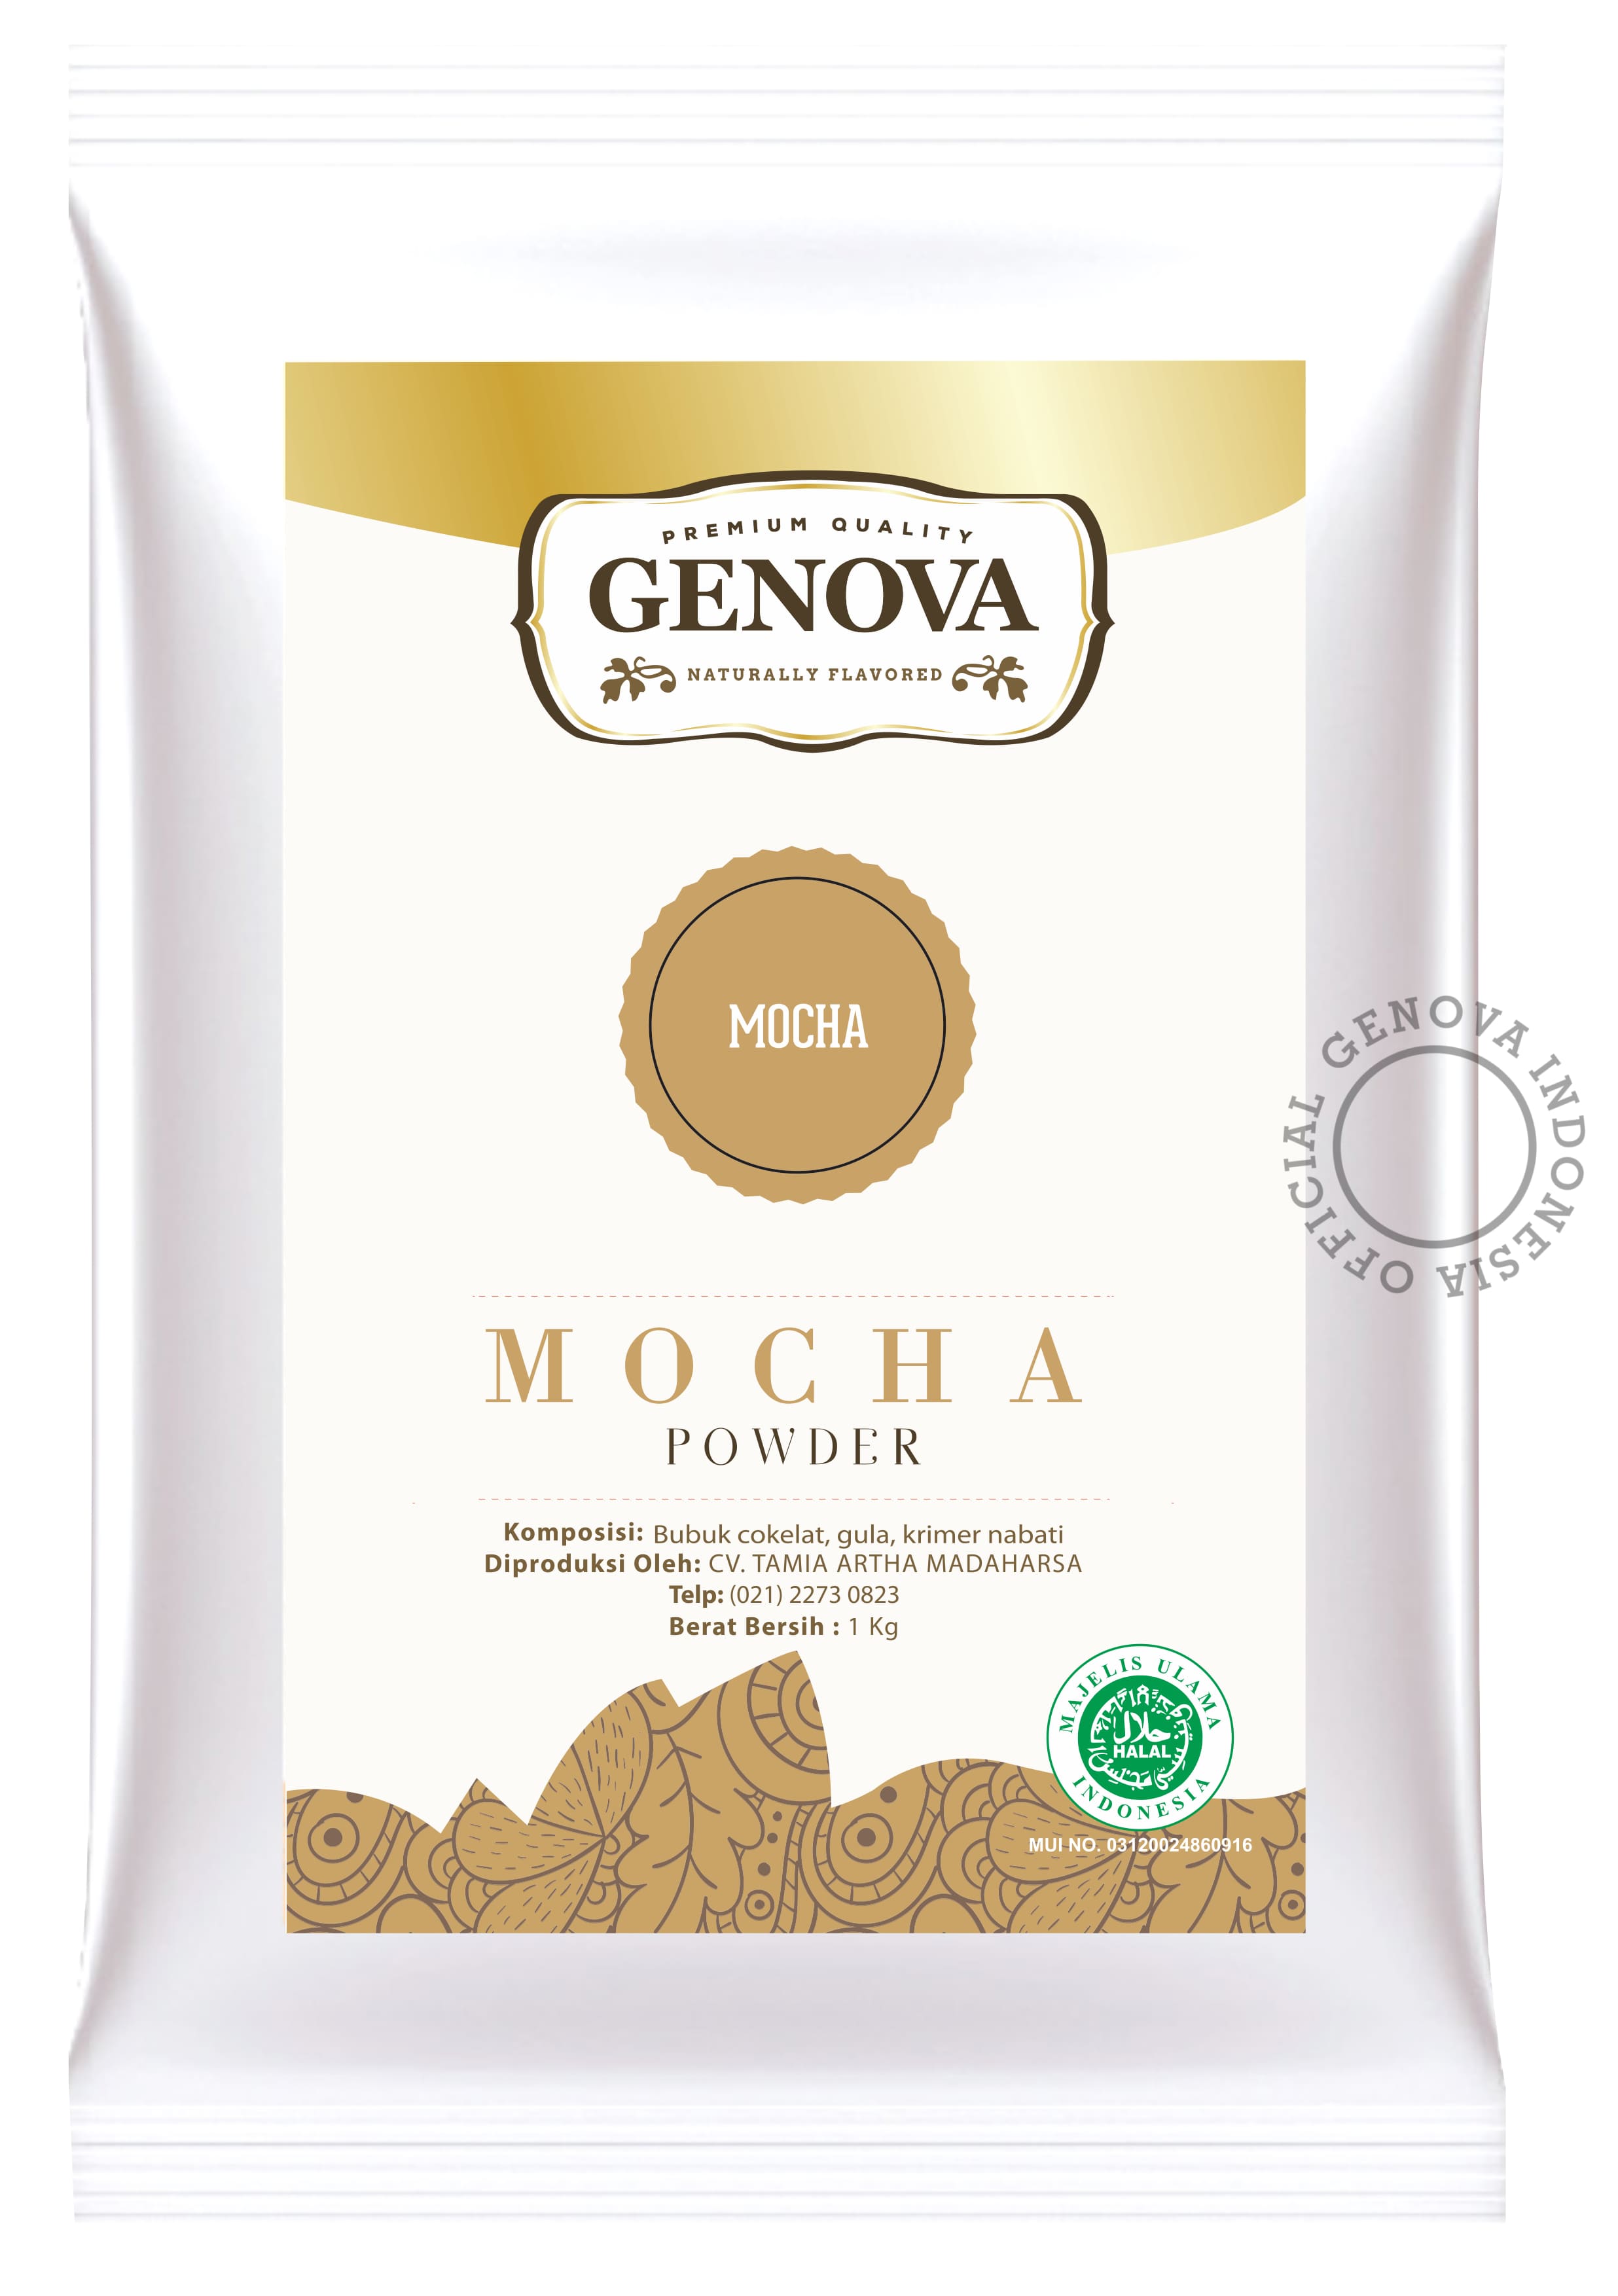 PREMIUM QUALITY
GENOVA
NATURALLY FLAVORED
MOCHA
GENOVA INDONESIA OFFICIAL
MOCHA
POWDER
Komposisi: Bubuk cokelat, gula, krimer nabati
Diproduksi Oleh: CV. TAMIA ARTHA MADAHARSA
Telp: (021) 2273 0823
Berat Bersih : 1 Kg
MAJELIS ULAMA
حلال
HALAL
INDONESIA
MUI NO. 03120024860916